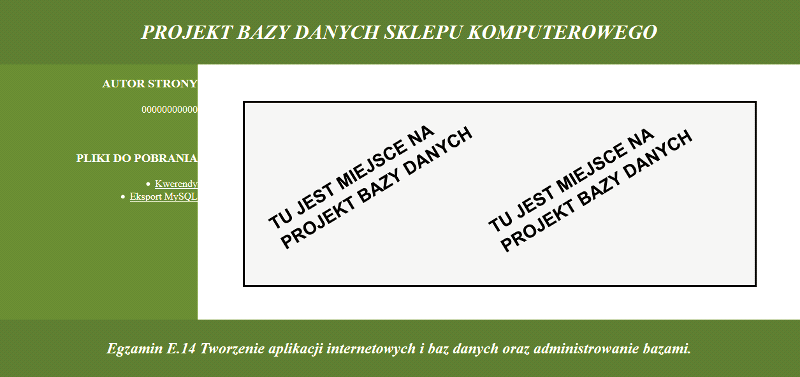 PROJEKT BAZY DANYCH SKLEPU KOMPUTEROWEGO
AUTOR STRONY
00000000000
PLIKI DO POBRANIA
Kwerendy
Eksport MySQL
TU JEST MIEJSCE NA
PROJEKT BAZY DANYCH
TU JEST MIEJSCE NA
PROJEKT BAZY DANYCH
Egzamin E.14 Tworzenie aplikacji internetowych i baz danych oraz administrowanie bazami.